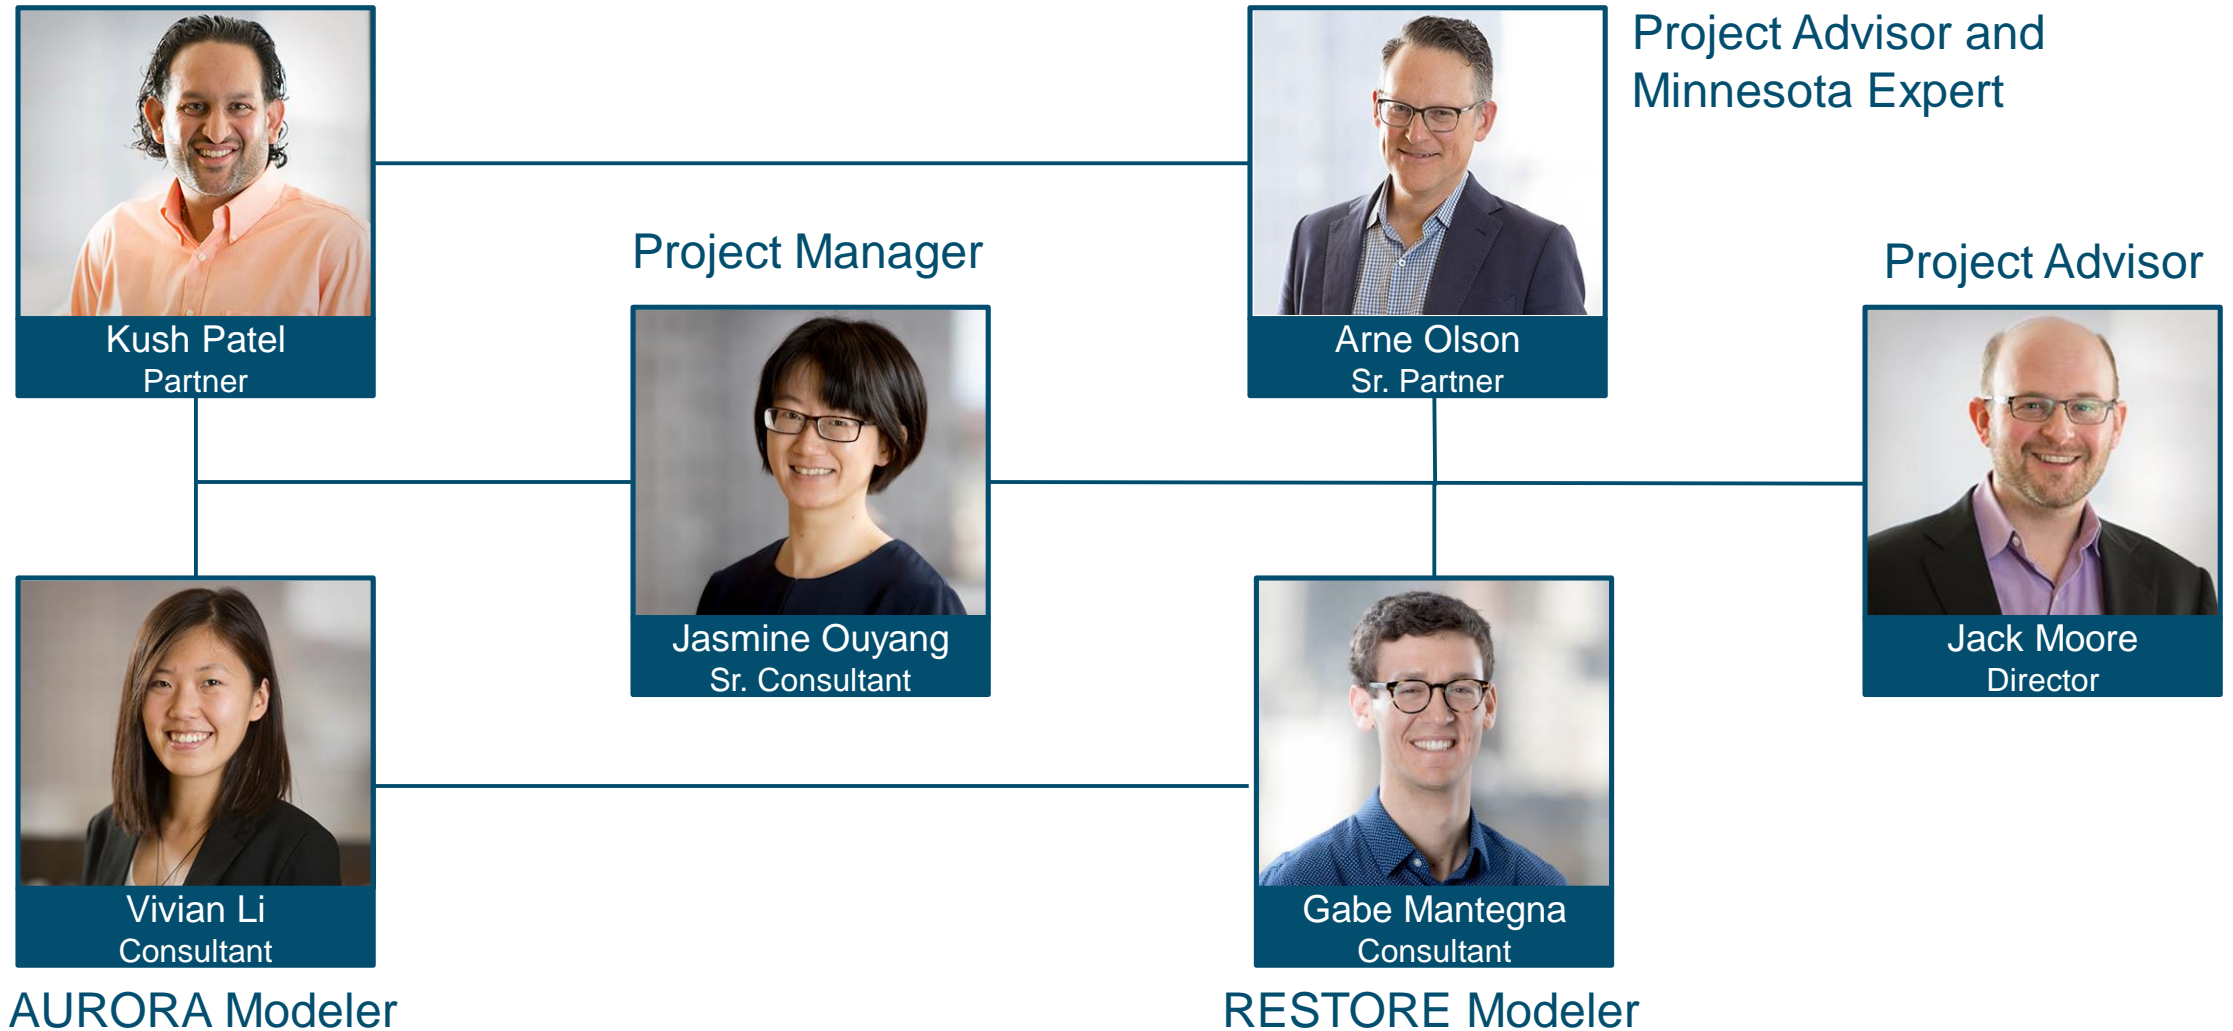 Project Advisor and
Minnesota Expert
Kush Patel
Partner
Arne Olson
Sr. Partner
Project Manager
Jasmine Ouyang
Sr. Consultant
Project Advisor
Jack Moore
Director
Vivian Li
Consultant
AURORA Modeler
Gabe Mantegna
Consultant
RESTORE Modeler